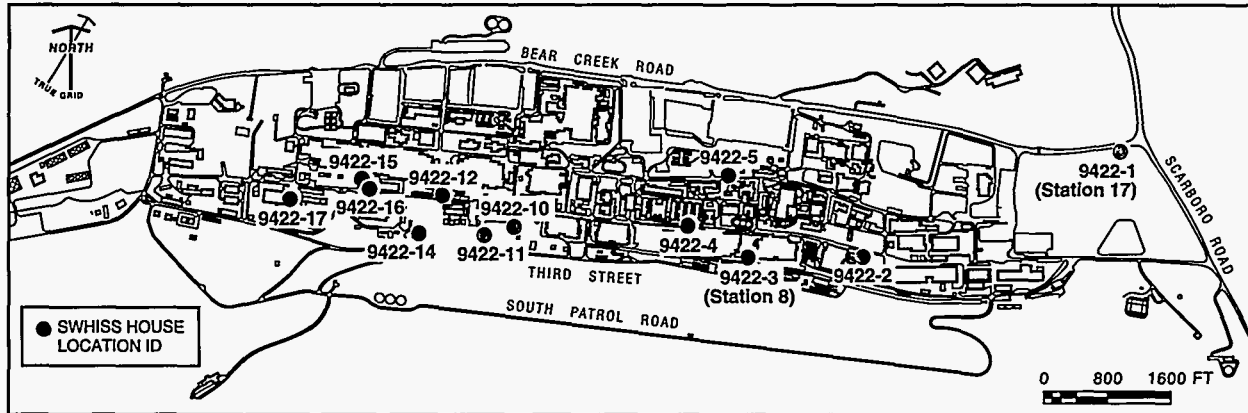 NORTH
TRUE GRID
BEAR CREEK ROAD
9422-15
9422-12
9422-5
9422-1
(Station 17)
SCARBORO ROAD
9422-17
9422-16
9422-10
9422-4
9422-14
9422-11
9422-3
(Station 8)
9422-2
THIRD STREET
SOUTH PATROL ROAD
SWHISS HOUSE
LOCATION ID
0 800 1600 FT